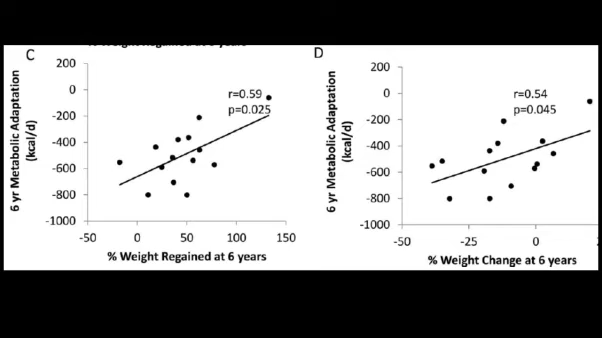 C
D
6 yr Metabolic Adaptation
(kcal/d)
200
0
-200
-400
-600
-800
-1000
r=0.59
p=0.025
-50
0
50
100
150
% Weight Regained at 6 years
6 yr Metabolic Adaptation
(kcal/d)
200
0
-200
-400
-600
-800
-1000
r=0.54
p=0.045
-50
-25
0
% Weight Change at 6 years